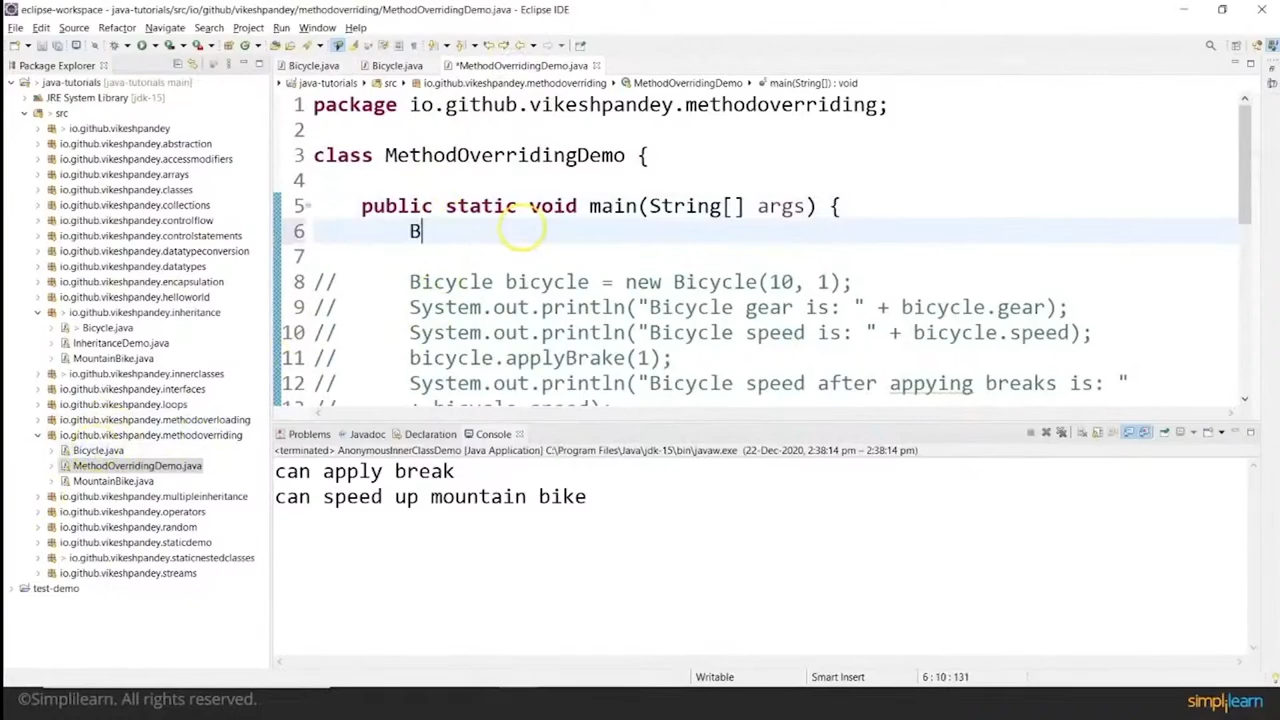 eclipse-workspace - java-tutorials/src/io/github/vikeshpandey/methodoverriding/MethodOverridingDemo.java - Eclipse IDE
File Edit Source Refactor Navigate Search Project Run Window Help
Package Explorer
Bicycle.java
Bicycle.java
*MethodOverridingDemo.java
java-tutorials [java-tutorials main]
JRE System Library [jdk-15]
src
> io.github.vikeshpandey
io.github.vikeshpandey.abstraction
io.github.vikeshpandey.accessmodifiers
io.github.vikeshpandey.arrays
io.github.vikeshpandey.classes
io.github.vikeshpandey.collections
io.github.vikeshpandey.controlflow
io.github.vikeshpandey.controlstatements
io.github.vikeshpandey.datatypeconversion
io.github.vikeshpandey.datatypes
io.github.vikeshpandey.encapsulation
io.github.vikeshpandey.helloworld
> io.github.vikeshpandey.inheritance
> Bicycle.java
InheritanceDemo.java
MountainBike.java
> io.github.vikeshpandey.innerclasses
io.github.vikeshpandey.interfaces
io.github.vikeshpandey.loops
io.github.vikeshpandey.methodoverloading
io.github.vikeshpandey.methodoverriding
Bicycle.java
MethodOverridingDemo.java
MountainBike.java
io.github.vikeshpandey.multipleinheritance
io.github.vikeshpandey.operators
io.github.vikeshpandey.random
io.github.vikeshpandey.staticdemo
> io.github.vikeshpandey.staticnestedclasses
io.github.vikeshpandey.streams
test-demo
java-tutorials src io.github.vikeshpandey.methodoverriding MethodOverridingDemo main(String[]) : void
1 package io.github.vikeshpandey.methodoverriding;
2
3 class MethodOverridingDemo {
4
5 public static void main(String[] args) {
6 B
7
8 // Bicycle bicycle = new Bicycle(10, 1);
9 // System.out.println("Bicycle gear is: " + bicycle.gear);
10 // System.out.println("Bicycle speed is: " + bicycle.speed);
11 // bicycle.applyBrake(1);
12 // System.out.println("Bicycle speed after appying breaks is: "
13 // + bicycle.speed);
Problems Javadoc Declaration Console
<terminated> AnonymousInnerClassDemo [Java Application] C:\Program Files\Java\jdk-15\bin\javaw.exe (22-Dec-2020, 2:38:14 pm – 2:38:14 pm)
can apply break
can speed up mountain bike
Writable Smart Insert 6 : 10 : 131
©Simplilearn. All rights reserved.
simplilearn